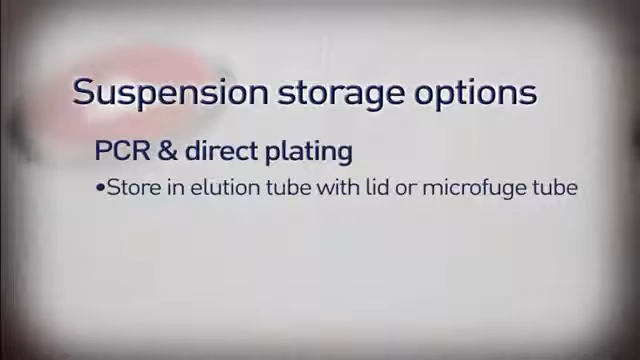 Suspension storage options
PCR & direct plating
•Store in elution tube with lid or microfuge tube